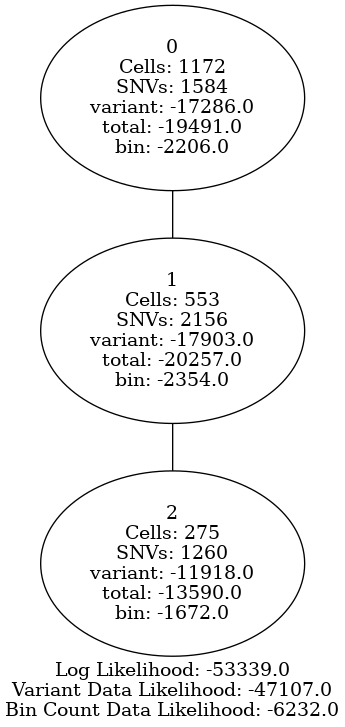 0
Cells: 1172
SNVs: 1584
variant: -17286.0
total: -19491.0
bin: -2206.0
1
Cells: 553
SNVs: 2156
variant: -17903.0
total: -20257.0
bin: -2354.0
2
Cells: 275
SNVs: 1260
variant: -11918.0
total: -13590.0
bin: -1672.0
Log Likelihood: -53339.0
Variant Data Likelihood: -47107.0
Bin Count Data Likelihood: -6232.0